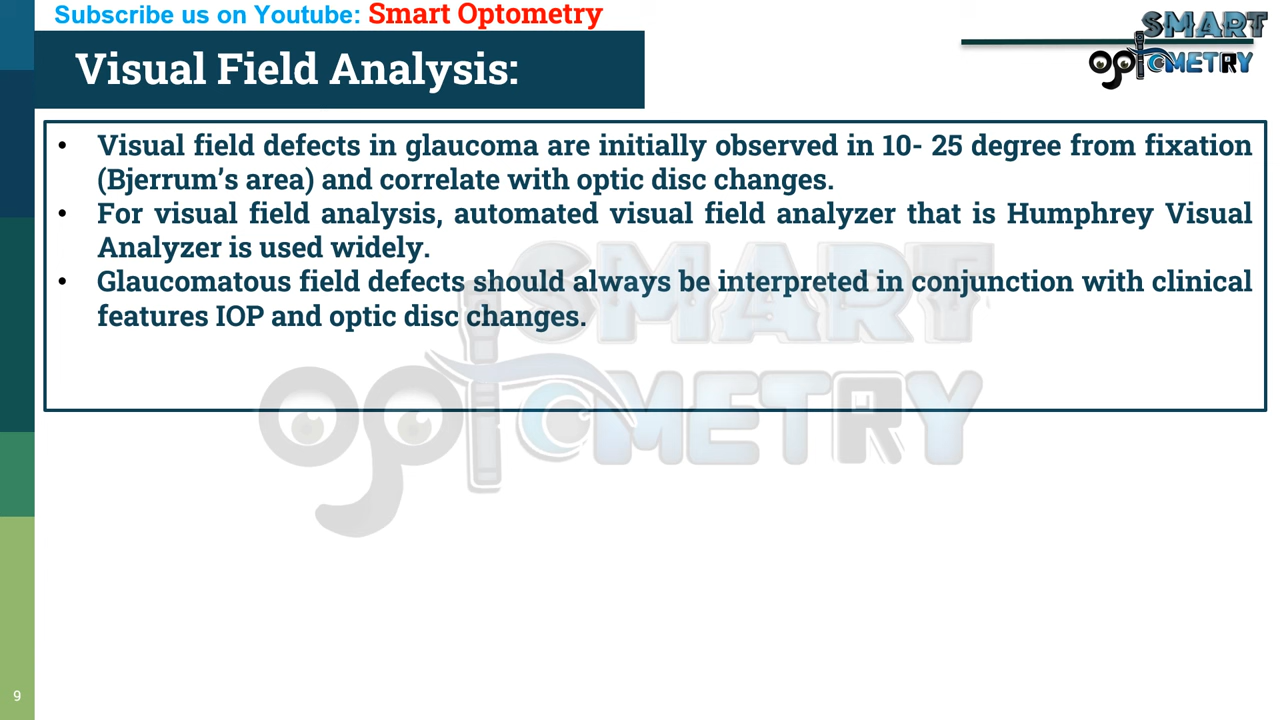 Subscribe us on Youtube: Smart Optometry
SMART
OptOMETRY
Visual Field Analysis:
• Visual field defects in glaucoma are initially observed in 10- 25 degree from fixation
(Bjerrum’s area) and correlate with optic disc changes.
• For visual field analysis, automated visual field analyzer that is Humphrey Visual
Analyzer is used widely.
• Glaucomatous field defects should always be interpreted in conjunction with clinical
features IOP and optic disc changes.
SMART
OptOMETRY
9